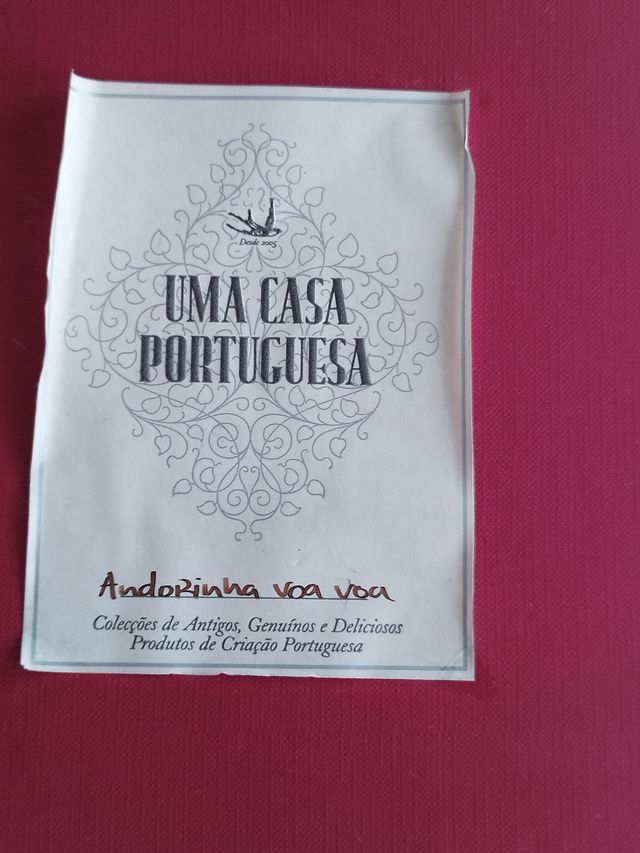 Desde 2005
UMA CASA
PORTUGUESA
Andorinha voa voa
Colecções de Antigos, Genuínos e Deliciosos
Produtos de Criação Portuguesa